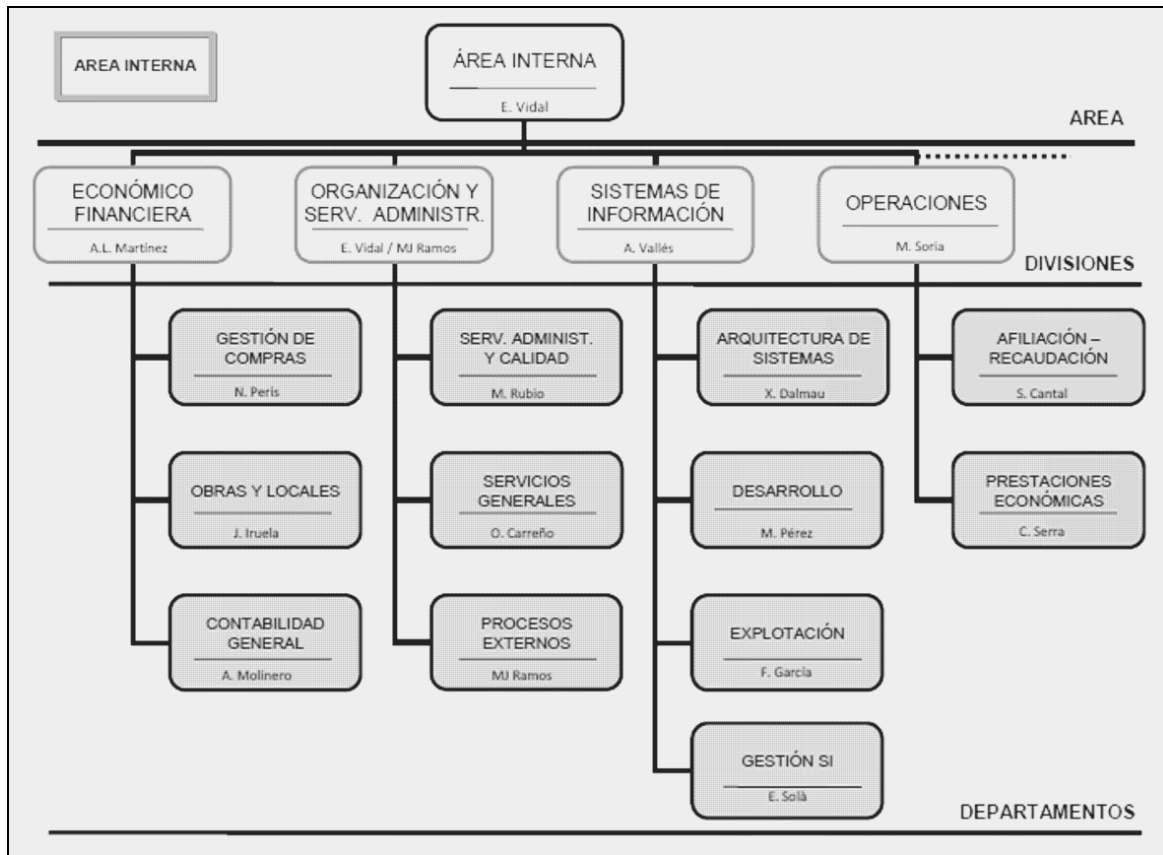 AREA INTERNA
ÁREA INTERNA
E. Vidal
AREA
ECONÓMICO
FINANCIERA
A.L. Martínez
ORGANIZACIÓN Y
SERV. ADMINISTR.
E. Vidal / MJ Ramos
SISTEMAS DE
INFORMACIÓN
A. Vallés
OPERACIONES
M. Soria
DIVISIONES
GESTIÓN DE
COMPRAS
N. Peris
SERV. ADMINIST.
Y CALIDAD
M. Rubio
ARQUITECTURA DE
SISTEMAS
X. Dalmau
AFILIACIÓN –
RECAUDACIÓN
S. Cantal
OBRAS Y LOCALES
J. Iruela
SERVICIOS
GENERALES
O. Carreño
DESARROLLO
M. Pérez
PRESTACIONES
ECONÓMICAS
C. Serra
CONTABILIDAD
GENERAL
A. Molinero
PROCESOS
EXTERNOS
MJ Ramos
EXPLOTACIÓN
F. García
GESTIÓN SI
E. Solà
DEPARTAMENTOS